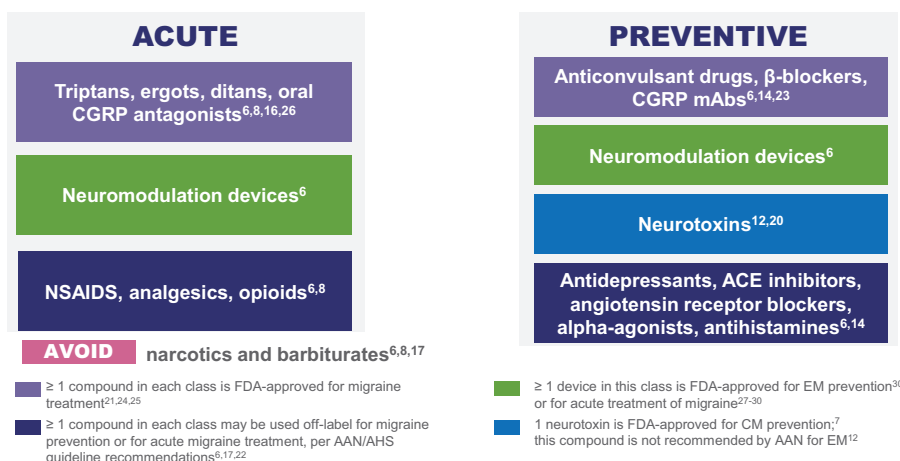 ACUTE
Triptans, ergots, ditans, oral
CGRP antagonists6,8,16,26
Neuromodulation devices6
NSAIDS, analgesics, opioids6,8
AVOID narcotics and barbiturates6,8,17
≥ 1 compound in each class is FDA-approved for migraine
treatment21,24,25
≥ 1 compound in each class may be used off-label for migraine
prevention or for acute migraine treatment, per AAN/AHS
guideline recommendations6,17,22
PREVENTIVE
Anticonvulsant drugs, β-blockers,
CGRP mAbs6,14,23
Neuromodulation devices6
Neurotoxins12,20
Antidepressants, ACE inhibitors,
angiotensin receptor blockers,
alpha-agonists, antihistamines6,14
≥ 1 device in this class is FDA-approved for EM prevention30
or for acute treatment of migraine27-30
1 neurotoxin is FDA-approved for CM prevention;7
this compound is not recommended by AAN for EM12